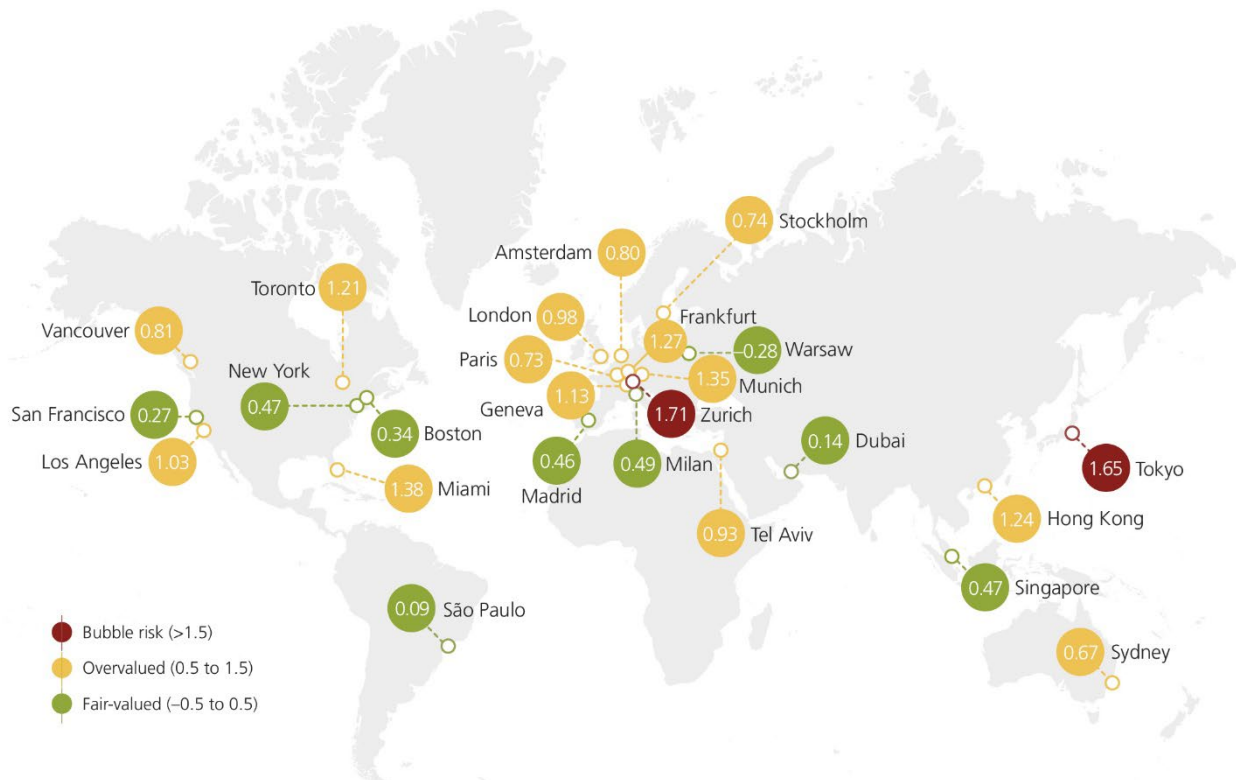 0.74 Stockholm
Amsterdam 0.80
Toronto 1.21
London 0.98
Frankfurt
1.27
Vancouver 0.81
–0.28 Warsaw
Paris 0.73
New York
0.47
1.35 Munich
Geneva 1.13
San Francisco 0.27
0.34 Boston
1.71 Zurich
0.14 Dubai
Los Angeles 1.03
0.46
Madrid
0.49 Milan
1.65 Tokyo
1.38 Miami
1.24 Hong Kong
0.93 Tel Aviv
0.47 Singapore
0.09 São Paulo
0.67 Sydney
Bubble risk (>1.5)
Overvalued (0.5 to 1.5)
Fair-valued (–0.5 to 0.5)